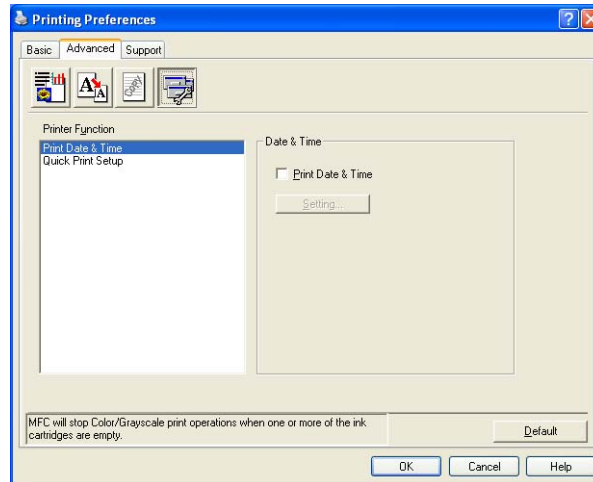 Printing Preferences
Basic Advanced Support
Printer Function
Print Date & Time
Quick Print Setup
Date & Time
Print Date & Time
Setting...
MFC will stop Color/Grayscale print operations when one or more of the ink
cartridges are empty.
Default
OK Cancel Help